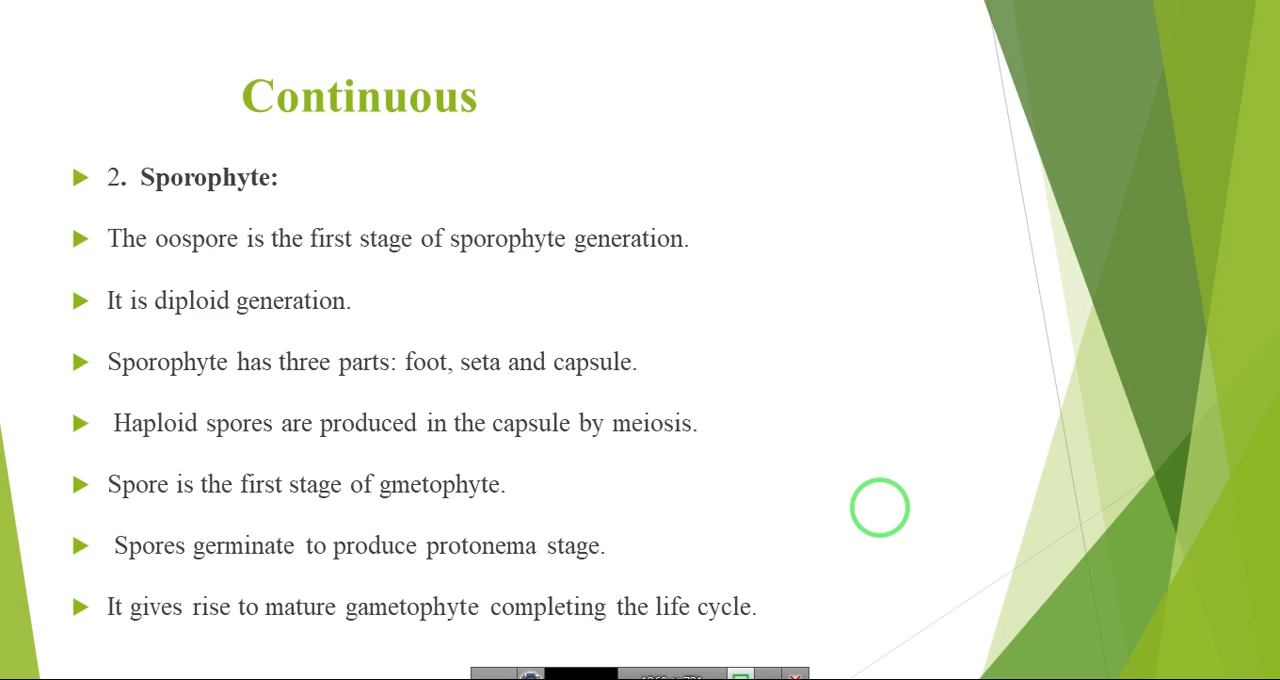 Continuous
2. Sporophyte:
The oospore is the first stage of sporophyte generation.
It is diploid generation.
Sporophyte has three parts: foot, seta and capsule.
Haploid spores are produced in the capsule by meiosis.
Spore is the first stage of gmetophyte.
Spores germinate to produce protonema stage.
It gives rise to mature gametophyte completing the life cycle.